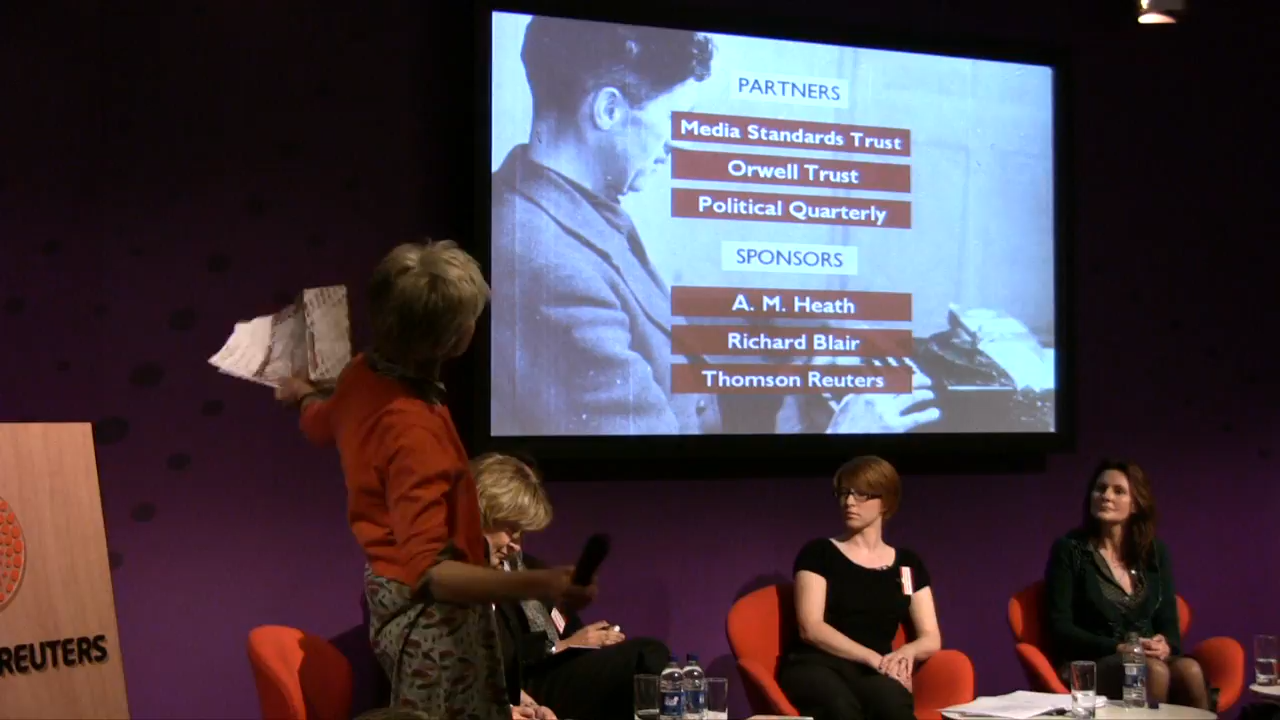 PARTNERS
Media Standards Trust
Orwell Trust
Political Quarterly
SPONSORS
A. M. Heath
Richard Blair
Thomson Reuters
REUTERS